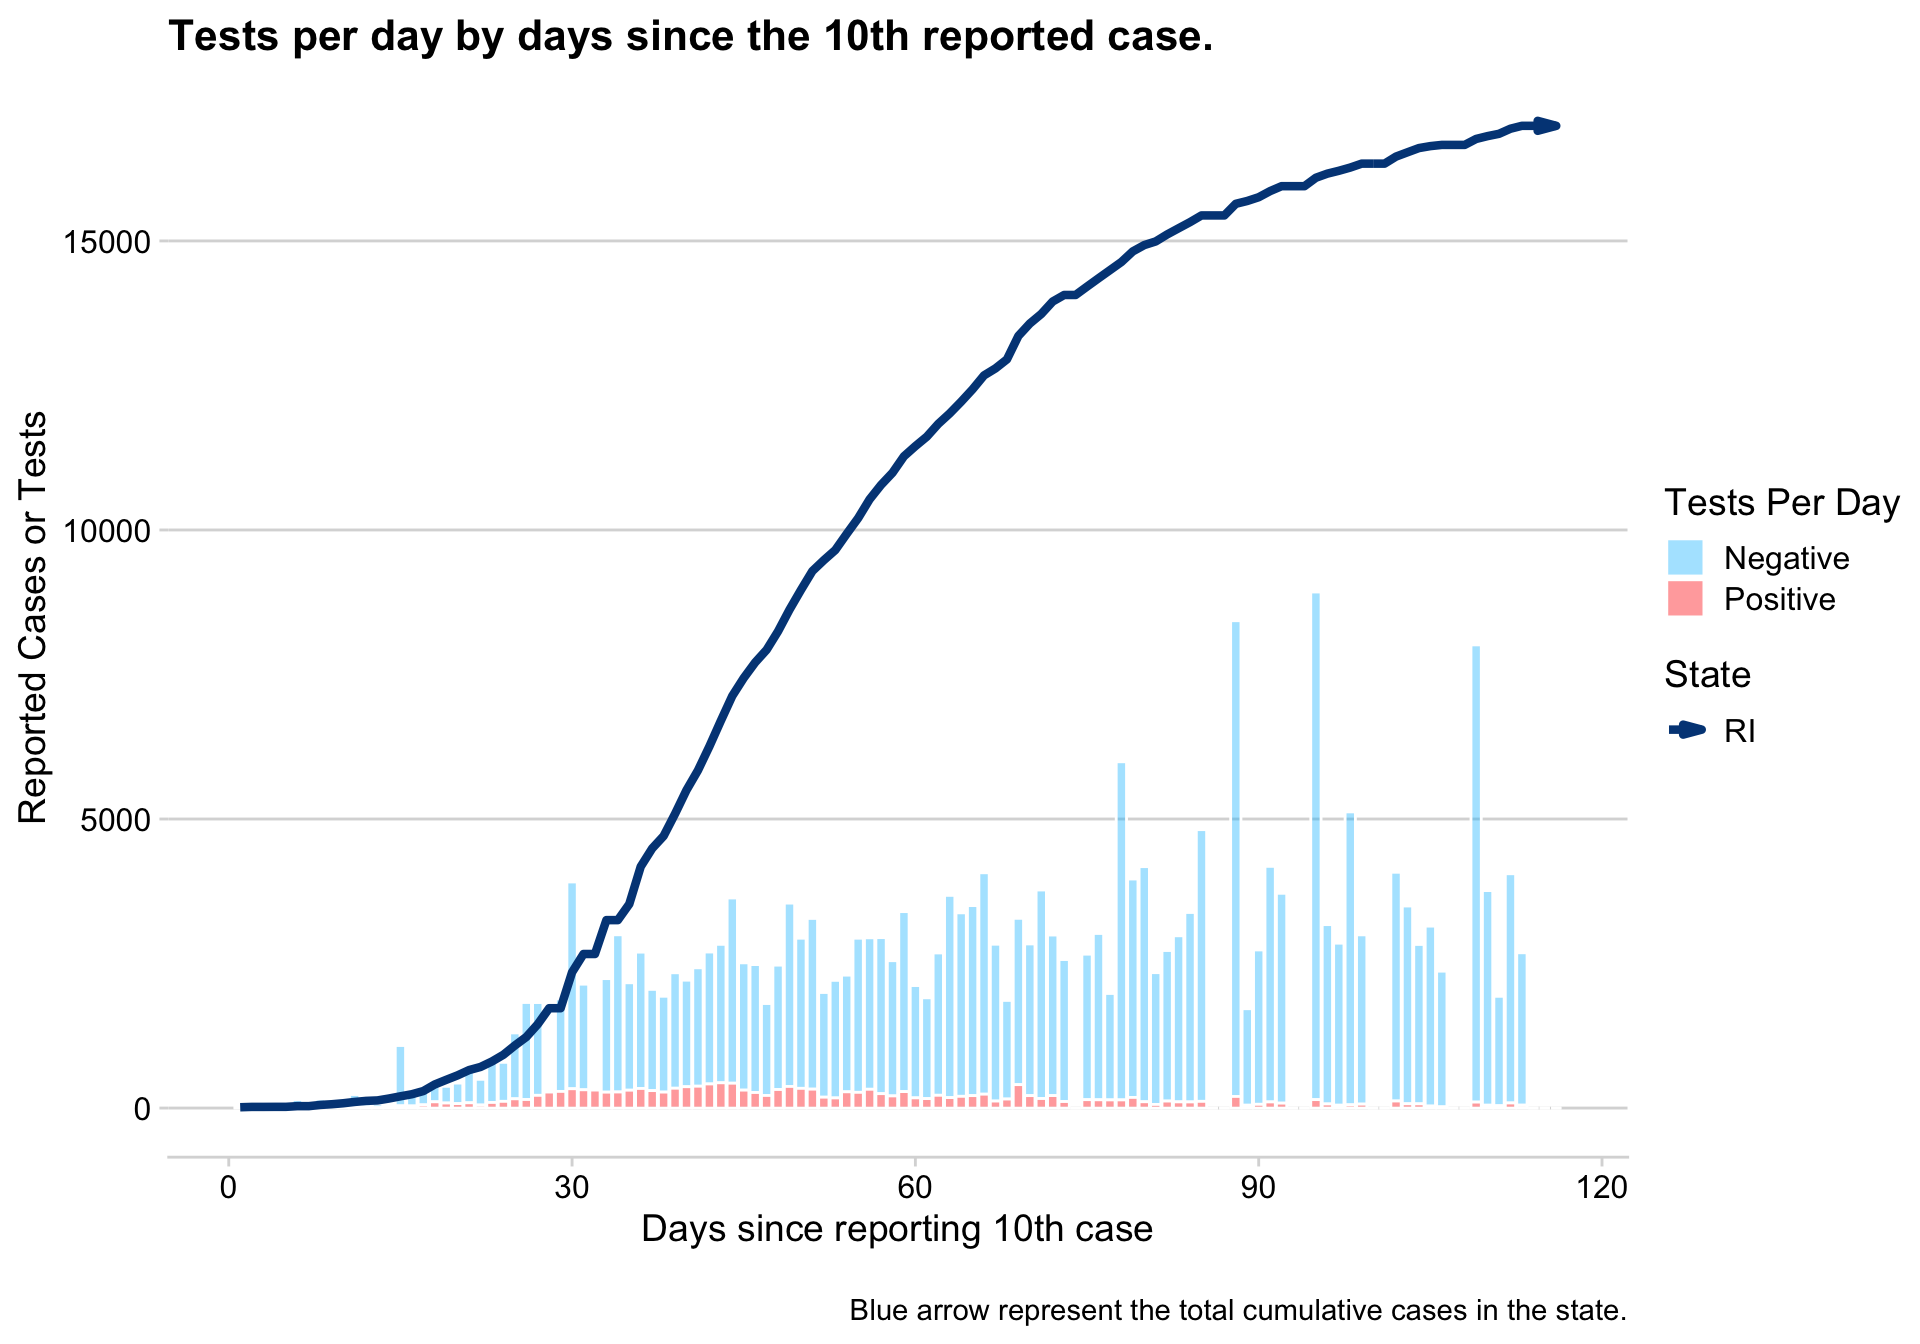 Tests per day by days since the 10th reported case.
Reported Cases or Tests
15000
10000
5000
0
0 30 60 90 120
Days since reporting 10th case
Tests Per Day
Negative
Positive
State
RI
Blue arrow represent the total cumulative cases in the state.